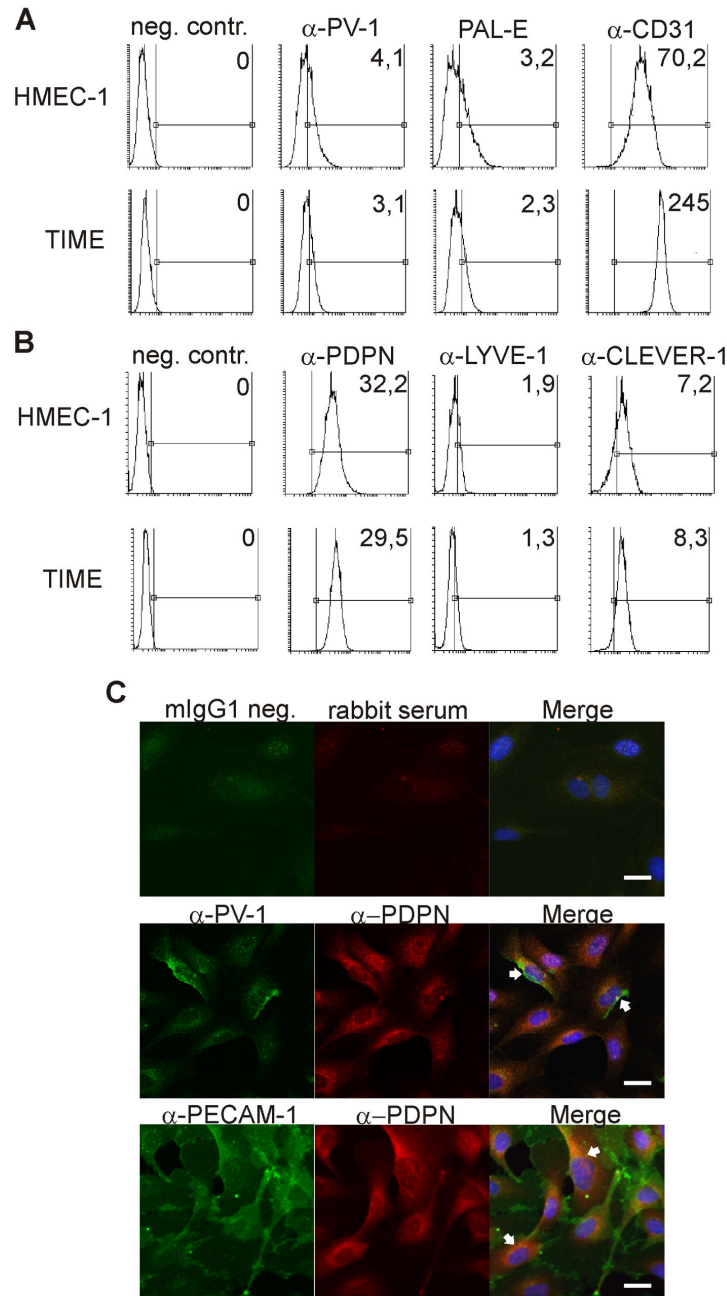 A
neg. contr. α-PV-1 PAL-E α-CD31
HMEC-1 0 4,1 3,2 70,2
TIME 0 3,1 2,3 245
B
neg. contr. α-PDPN α-LYVE-1 α-CLEVER-1
HMEC-1 0 32,2 1,9 7,2
TIME 0 29,5 1,3 8,3
C
mIgG1 neg. rabbit serum Merge
α-PV-1 α–PDPN Merge
α-PECAM-1 α–PDPN Merge